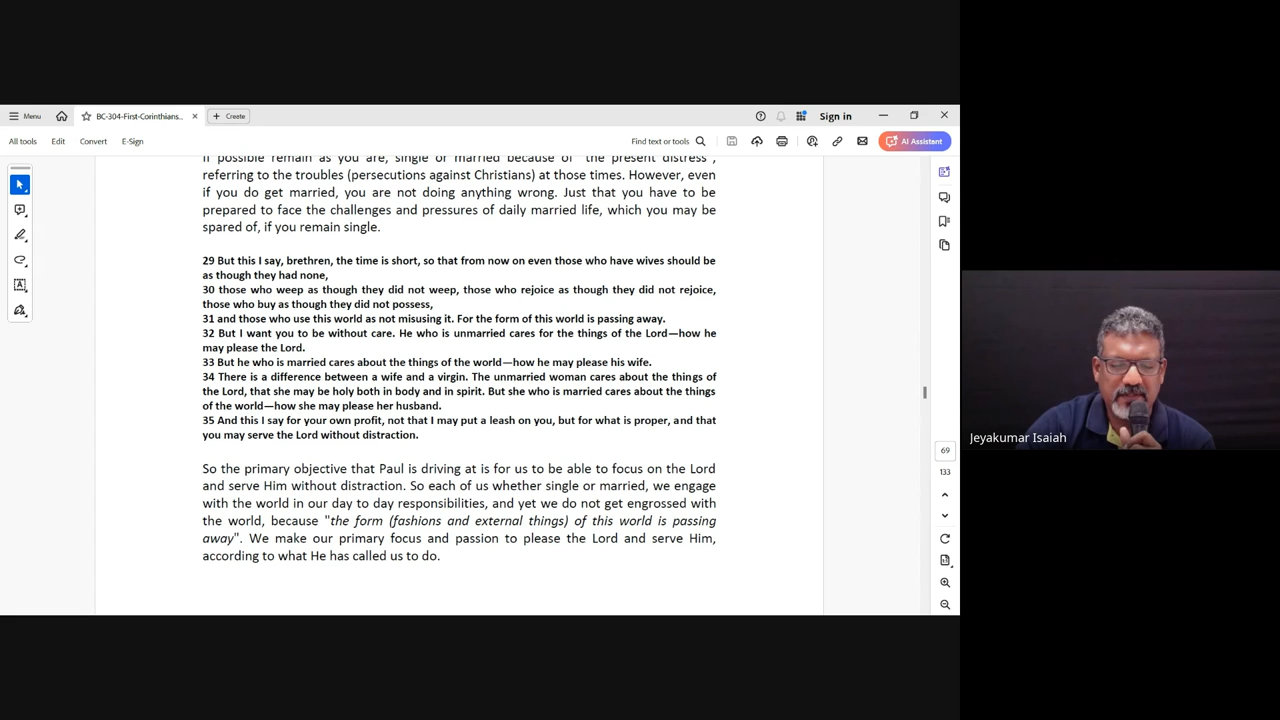 Menu
BC-304-First-Corinthians...
Create
Sign in
All tools
Edit
Convert
E-Sign
Find text or tools
AI Assistant
If possible remain as you are, single or married because of "the present distress",
referring to the troubles (persecutions against Christians) at those times. However, even
if you do get married, you are not doing anything wrong. Just that you have to be
prepared to face the challenges and pressures of daily married life, which you may be
spared of, if you remain single.
29 But this I say, brethren, the time is short, so that from now on even those who have wives should be
as though they had none,
30 those who weep as though they did not weep, those who rejoice as though they did not rejoice,
those who buy as though they did not possess,
31 and those who use this world as not misusing it. For the form of this world is passing away.
32 But I want you to be without care. He who is unmarried cares for the things of the Lord—how he
may please the Lord.
33 But he who is married cares about the things of the world—how he may please his wife.
34 There is a difference between a wife and a virgin. The unmarried woman cares about the things of
the Lord, that she may be holy both in body and in spirit. But she who is married cares about the things
of the world—how she may please her husband.
35 And this I say for your own profit, not that I may put a leash on you, but for what is proper, and that
you may serve the Lord without distraction.
So the primary objective that Paul is driving at is for us to be able to focus on the Lord
and serve Him without distraction. So each of us whether single or married, we engage
with the world in our day to day responsibilities, and yet we do not get engrossed with
the world, because "the form (fashions and external things) of this world is passing
away". We make our primary focus and passion to please the Lord and serve Him,
according to what He has called us to do.
69
133
Jeyakumar Isaiah